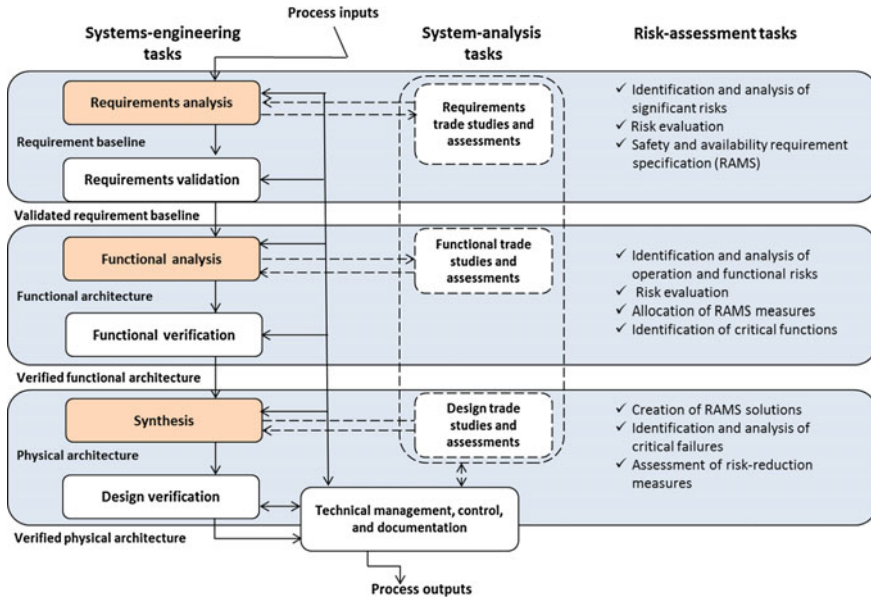 Process inputs
Systems-engineering
tasks
System-analysis
tasks
Risk-assessment tasks
Requirements analysis
Requirement baseline
Requirements validation
Requirements
trade studies and
assessments
✓ Identification and analysis of
significant risks
✓ Risk evaluation
✓ Safety and availability requirement
specification (RAMS)
Validated requirement baseline
Functional analysis
Functional architecture
Functional verification
Functional trade
studies and
assessments
✓ Identification and analysis of
operation and functional risks
✓ Risk evaluation
✓ Allocation of RAMS measures
✓ Identification of critical functions
Verified functional architecture
Synthesis
Physical architecture
Design verification
Design trade
studies and
assessments
✓ Creation of RAMS solutions
✓ Identification and analysis of
critical failures
✓ Assessment of risk-reduction
measures
Technical management, control,
and documentation
Verified physical architecture
Process outputs